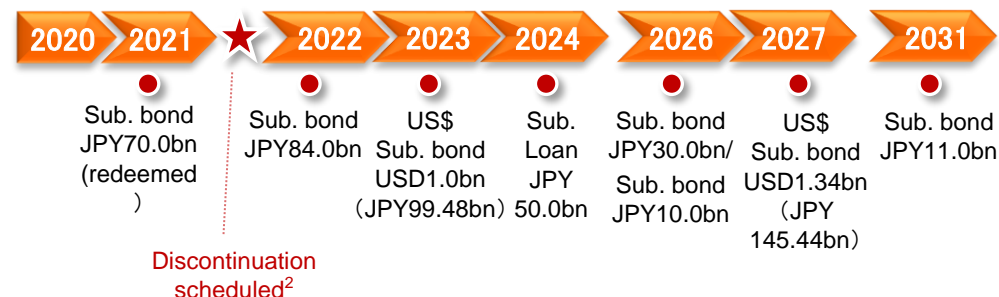 2020 2021 2022 2023 2024 2026 2027 2031
Sub. bond
JPY70.0bn
(redeemed
）
Sub. bond
JPY84.0bn
US$
Sub. bond
USD1.0bn
（JPY99.48bn）
Sub.
Loan
JPY
50.0bn
Sub. bond
JPY30.0bn/
Sub. bond
JPY10.0bn
US$
Sub. bond
USD1.34bn
（JPY
145.44bn）
Sub. bond
JPY11.0bn
Discontinuation
scheduled2